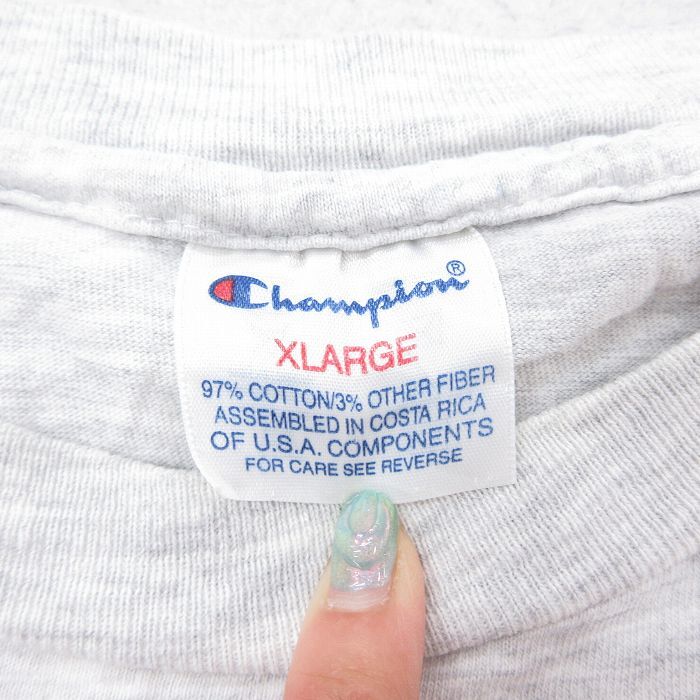 Champion®
XLARGE
97% COTTON/3% OTHER FIBER
ASSEMBLED IN COSTA RICA
OF U.S.A. COMPONENTS
FOR CARE SEE REVERSE